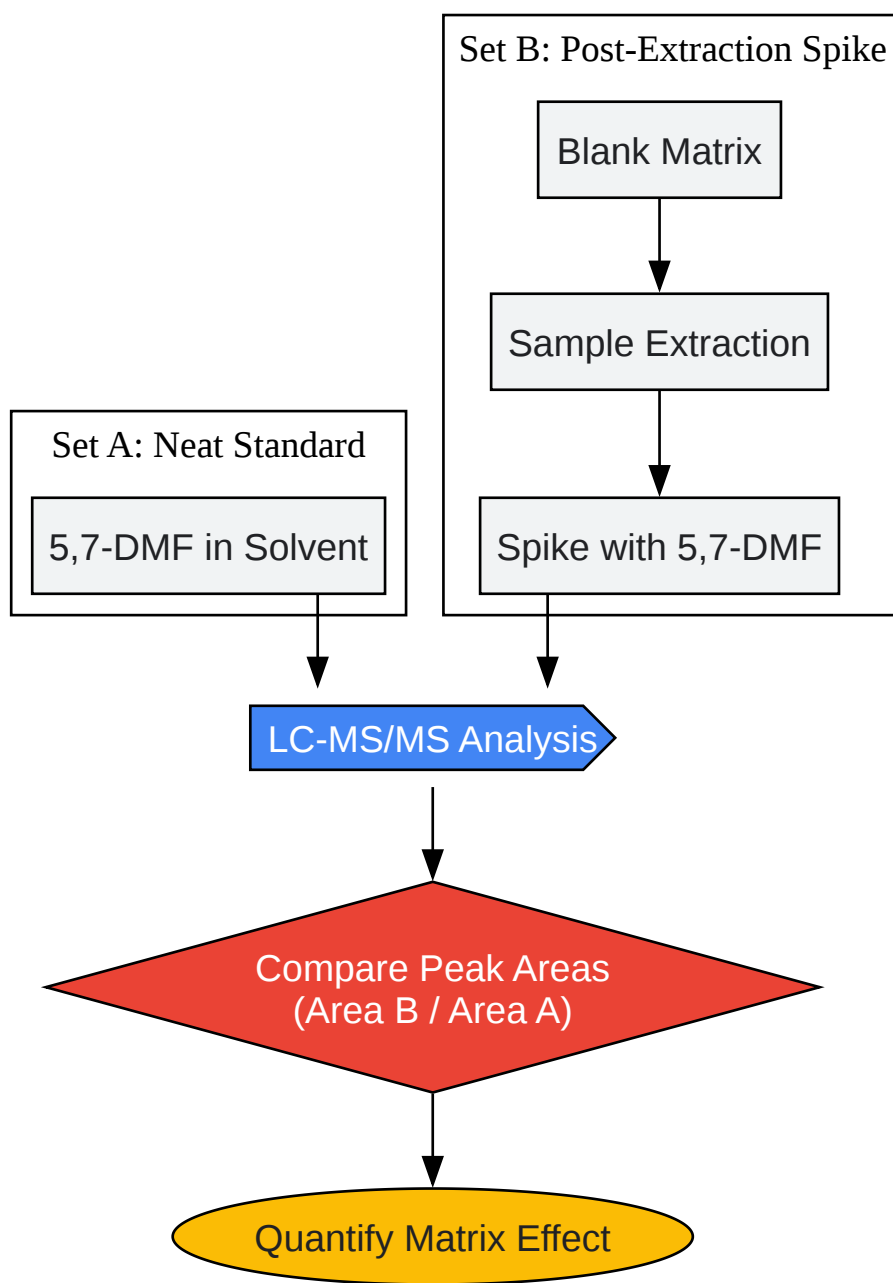 Set B: Post-Extraction Spike
Blank Matrix
Sample Extraction
Set A: Neat Standard
5,7-DMF in Solvent
Spike with 5,7-DMF
LC-MS/MS Analysis
Compare Peak Areas
(Area B / Area A)
Quantify Matrix Effect